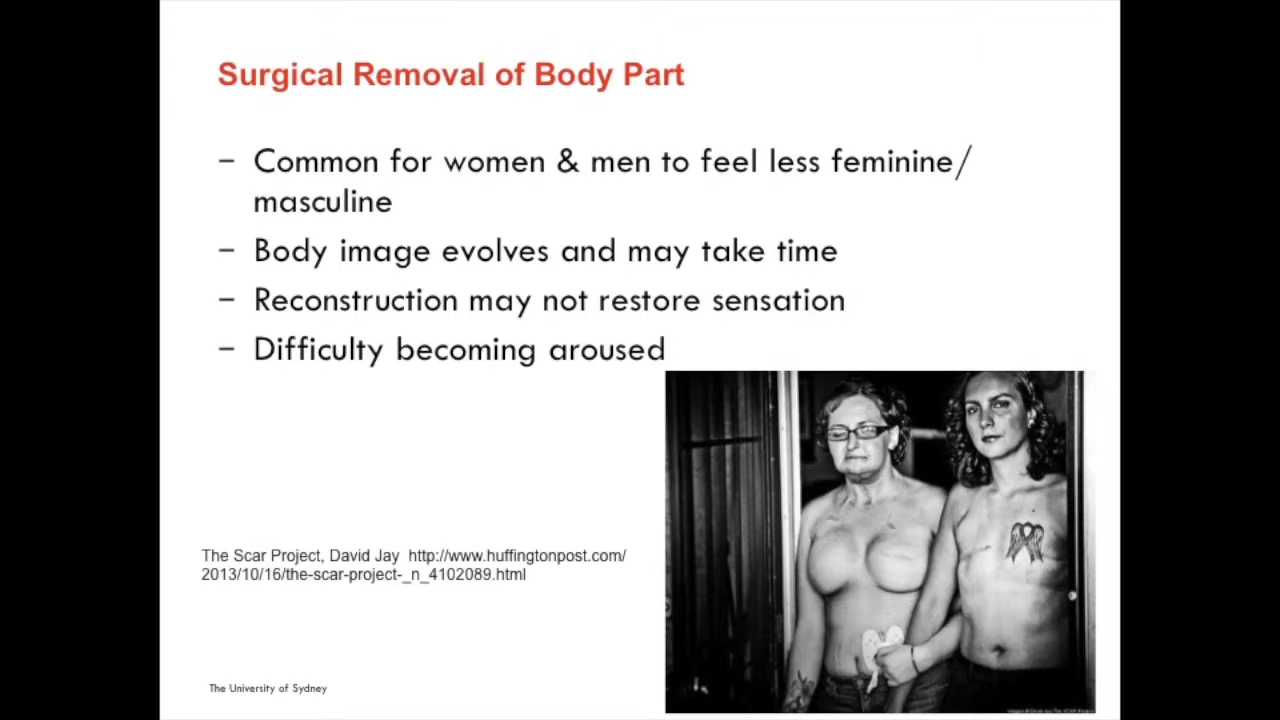 Surgical Removal of Body Part
– Common for women & men to feel less feminine/
masculine
– Body image evolves and may take time
– Reconstruction may not restore sensation
– Difficulty becoming aroused
The Scar Project, David Jay http://www.huffingtonpost.com/
2013/10/16/the-scar-project-_n_4102089.html
The University of Sydney